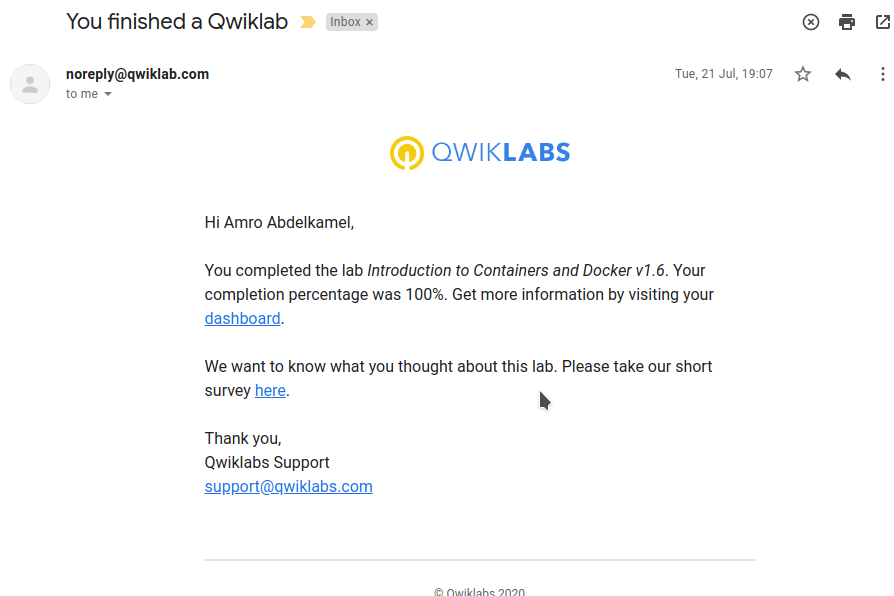 You finished a Qwiklab
Inbox ×
noreply@qwiklab.com
Tue, 21 Jul, 19:07
to me
QWIKLABS
Hi Amro Abdelkamel,
You completed the lab Introduction to Containers and Docker v1.6. Your
completion percentage was 100%. Get more information by visiting your
dashboard.
We want to know what you thought about this lab. Please take our short
survey here.
Thank you,
Qwiklabs Support
support@qwiklabs.com
© Qwiklabs 2020